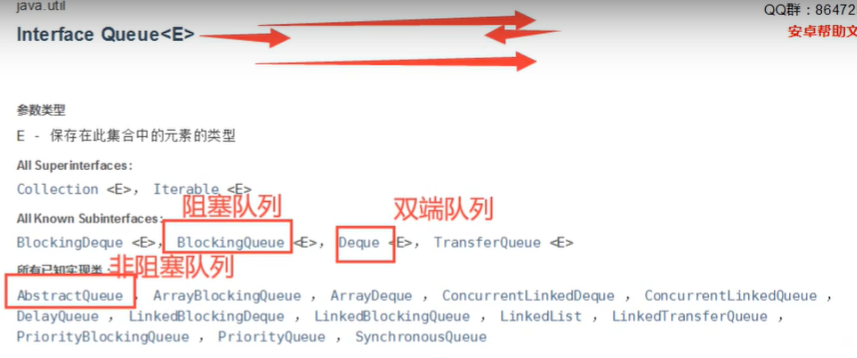 java.util
QQ群：86472
Interface Queue<E>
安卓帮助文
参数类型
E - 保存在此集合中的元素的类型
All Superinterfaces:
Collection <E>, Iterable <E>
阻塞队列
双端队列
All Known Subinterfaces:
BlockingDeque <E>, BlockingQueue <E>, Deque <E>, TransferQueue <E>
所有已知实现类：
非阻塞队列
AbstractQueue , ArrayBlockingQueue , ArrayDeque , ConcurrentLinkedDeque , ConcurrentLinkedQueue ,
DelayQueue , LinkedBlockingDeque , LinkedBlockingQueue , LinkedList , LinkedTransferQueue ,
PriorityBlockingQueue , PriorityQueue , SynchronousQueue